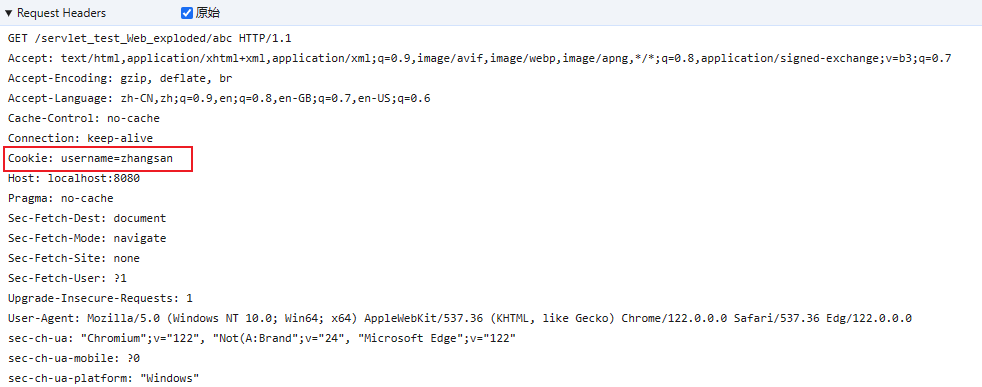 Request Headers 原始
GET /servlet_test_Web_exploded/abc HTTP/1.1
Accept: text/html,application/xhtml+xml,application/xml;q=0.9,image/avif,image/webp,image/apng,*/*;q=0.8,application/signed-exchange;v=b3;q=0.7
Accept-Encoding: gzip, deflate, br
Accept-Language: zh-CN,zh;q=0.9,en;q=0.8,en-GB;q=0.7,en-US;q=0.6
Cache-Control: no-cache
Connection: keep-alive
Cookie: username=zhangsan
Host: localhost:8080
Pragma: no-cache
Sec-Fetch-Dest: document
Sec-Fetch-Mode: navigate
Sec-Fetch-Site: none
Sec-Fetch-User: ?1
Upgrade-Insecure-Requests: 1
User-Agent: Mozilla/5.0 (Windows NT 10.0; Win64; x64) AppleWebKit/537.36 (KHTML, like Gecko) Chrome/122.0.0.0 Safari/537.36 Edg/122.0.0.0
sec-ch-ua: "Chromium";v="122", "Not(A:Brand";v="24", "Microsoft Edge";v="122"
sec-ch-ua-mobile: ?0
sec-ch-ua-platform: "Windows"